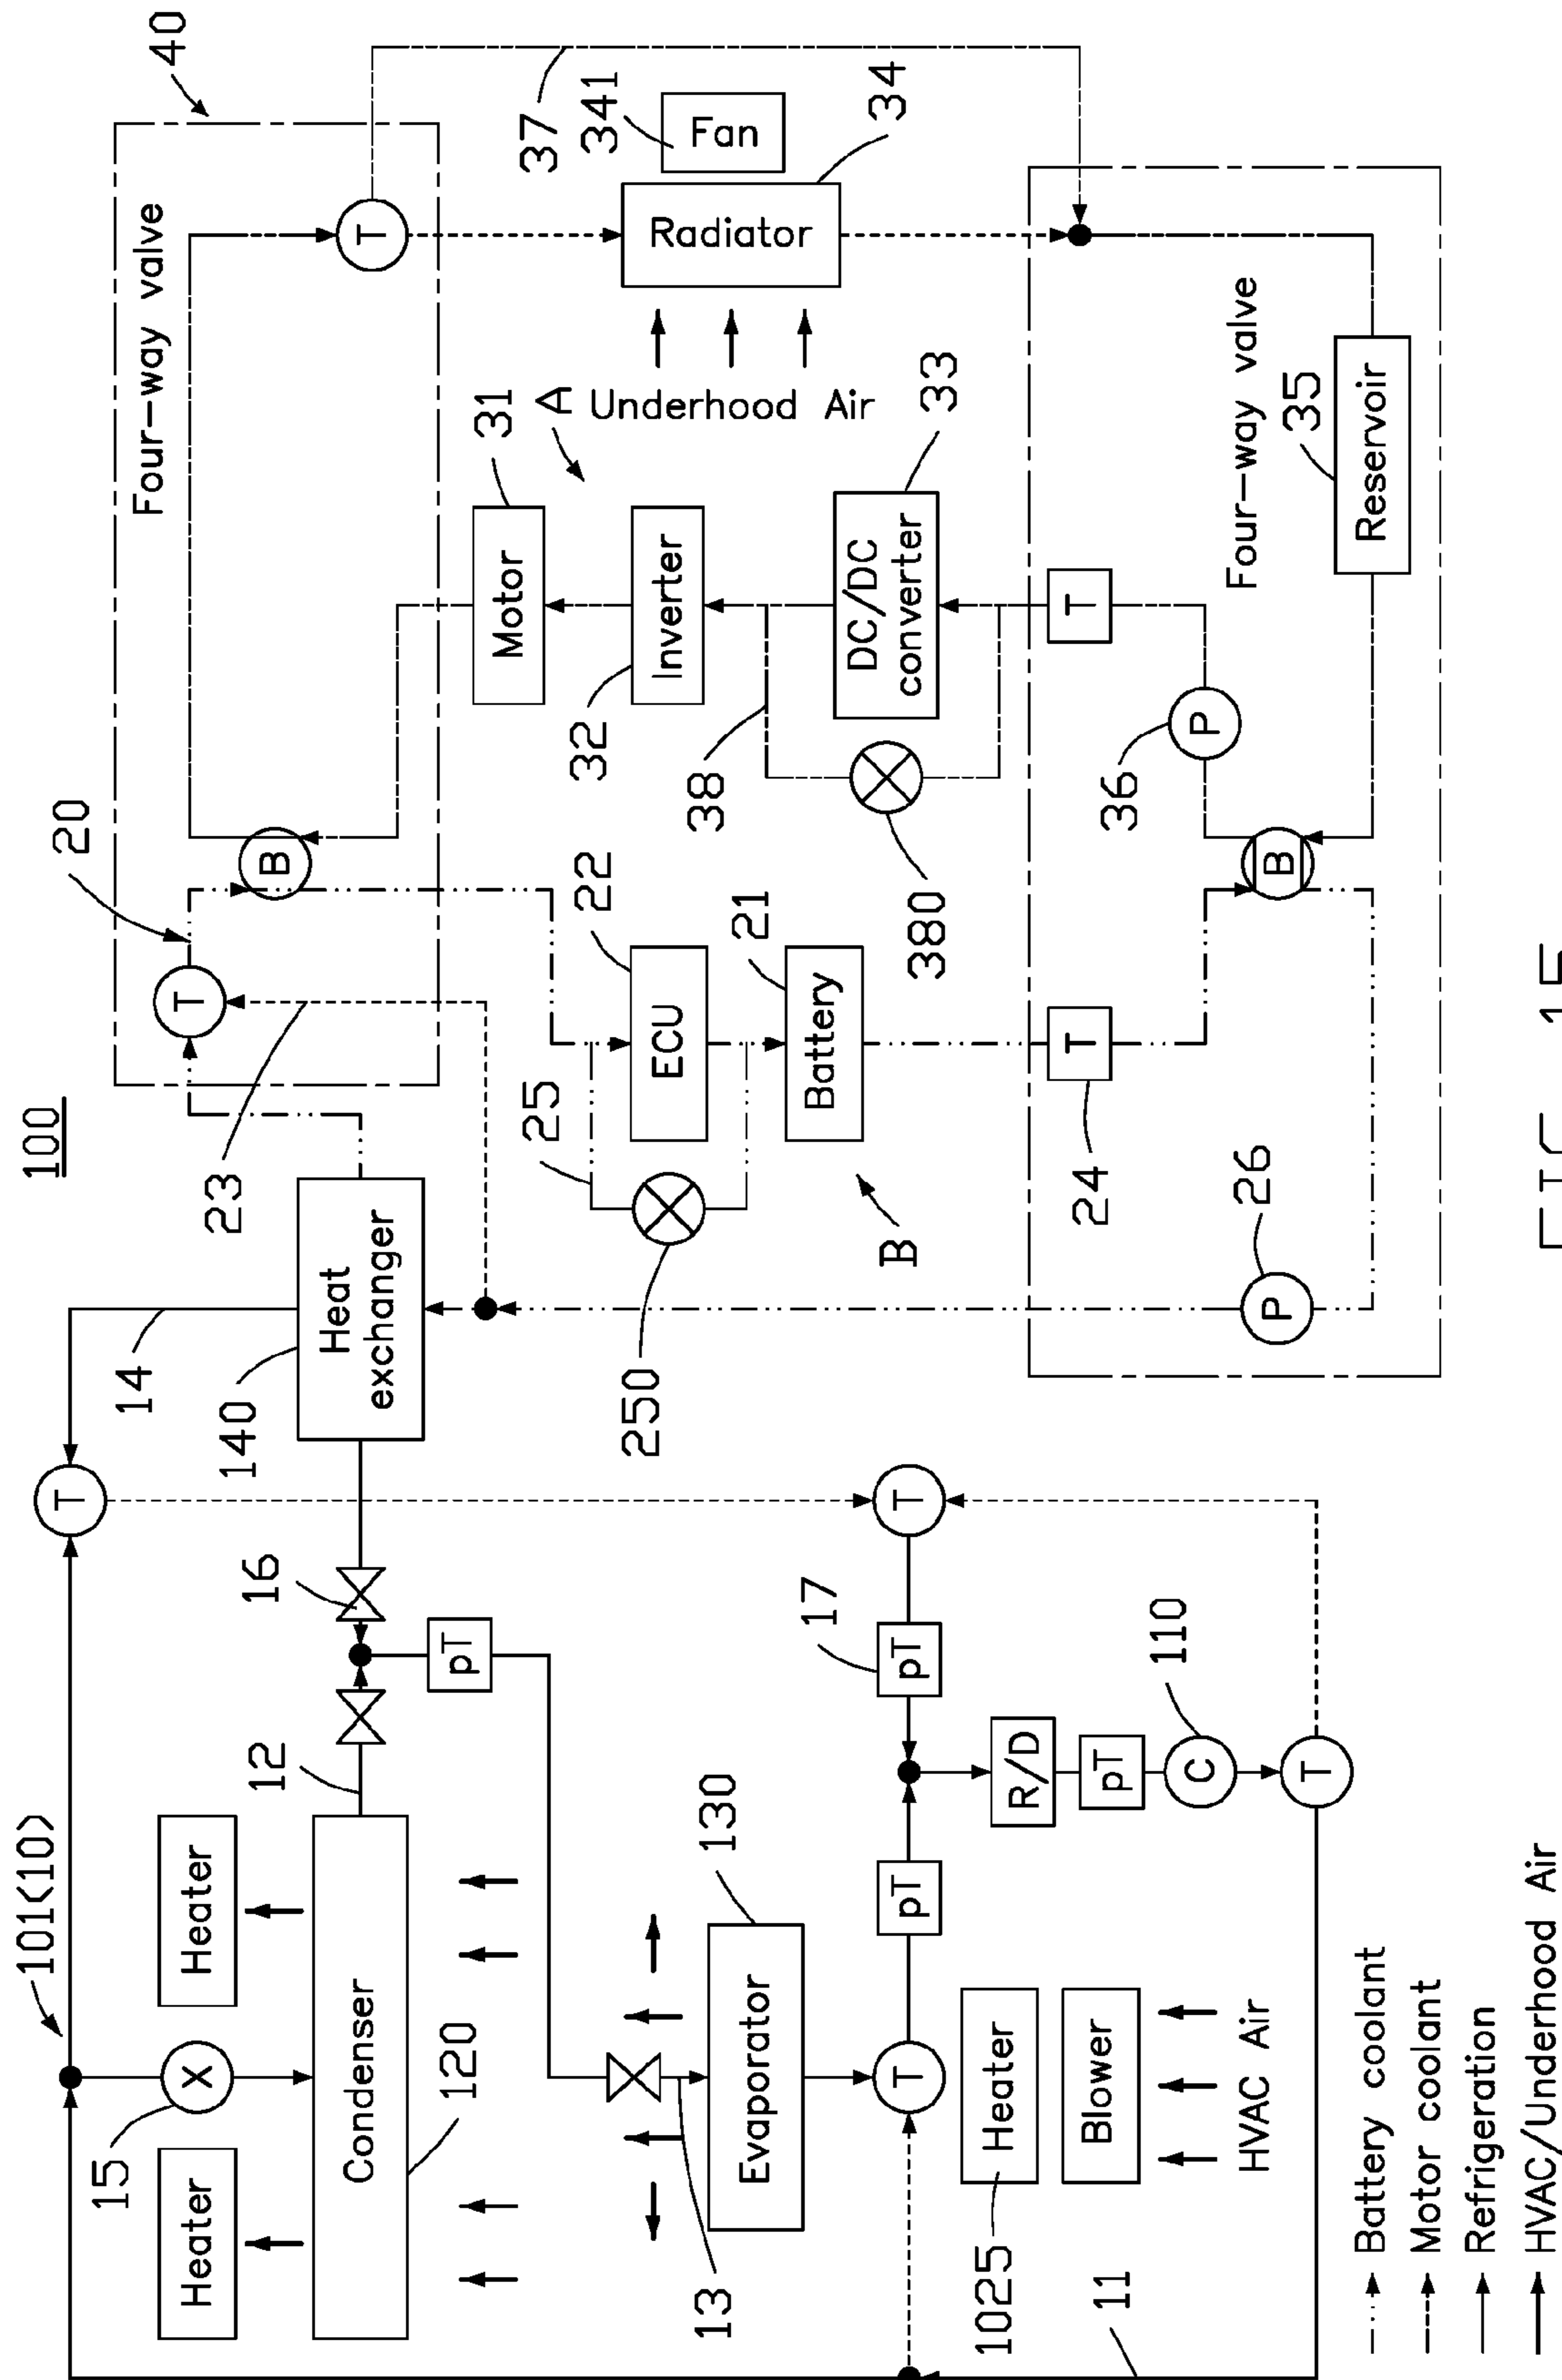 100
101(10)
20
40
Four-way valve
T
T
T
B
23
14
140
Heat
exchanger
37
341
Fan
Radiator
34
31
A
Underhood Air
Motor
Inverter
32
33
DC/DC
converter
38
380
22
ECU
25
250
21
Battery
B
24
T
T
Four-way valve
35
Reservoir
36
P
B
26
P
Heater
Heater
15
X
Condenser
120
12
16
pT
13
130
Evaporator
T
pT
17
pT
T
R/D
pT
110
C
T
1025
Heater
Blower
HVAC Air
11
Battery coolant
Motor coolant
Refrigeration
HVAC/Underhood Air